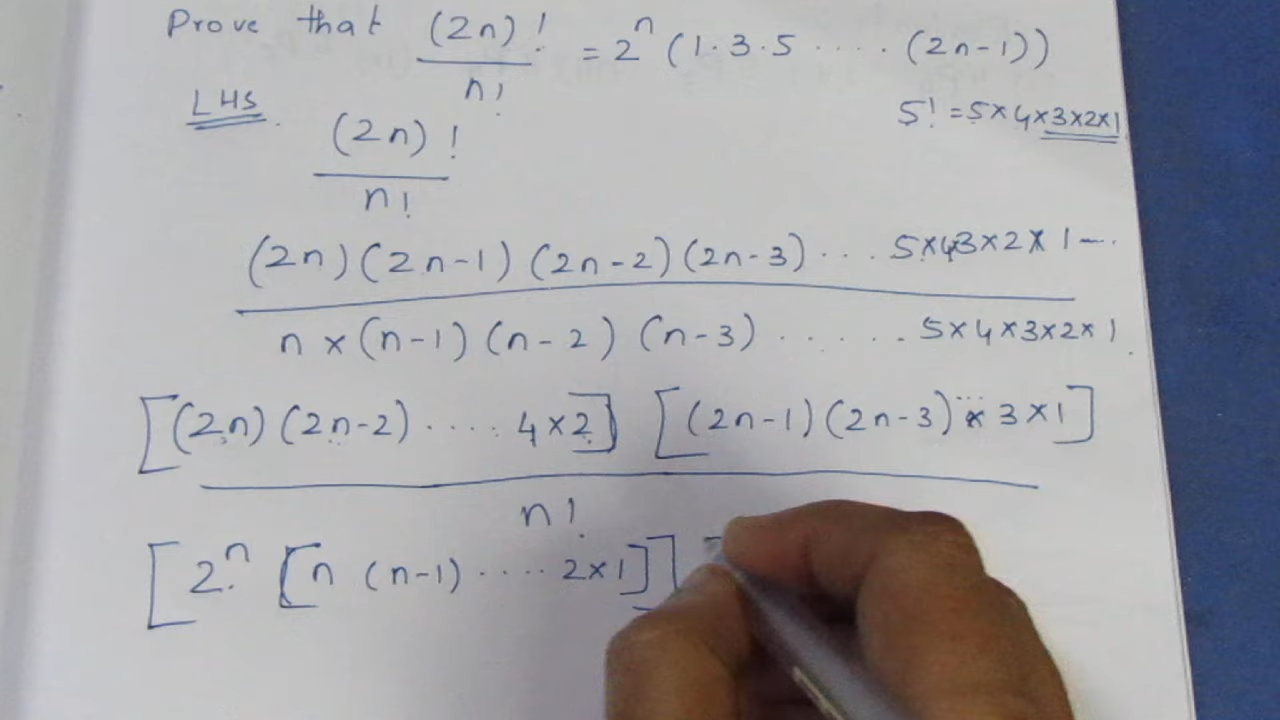 Prove that (2n)! / n! = 2^n (1·3·5 ····· (2n-1))
LHS
5! = 5×4×3×2×1
(2n)! / n!
(2n)(2n-1)(2n-2)(2n-3)··· 5×43×2×1---
n×(n-1)(n-2)(n-3)······5×4×3×2×1
[(2n)(2n-2)·····4×2] [(2n-1)(2n-3)···×3×1]
n!
[2^n [n (n-1)·····2×1]]